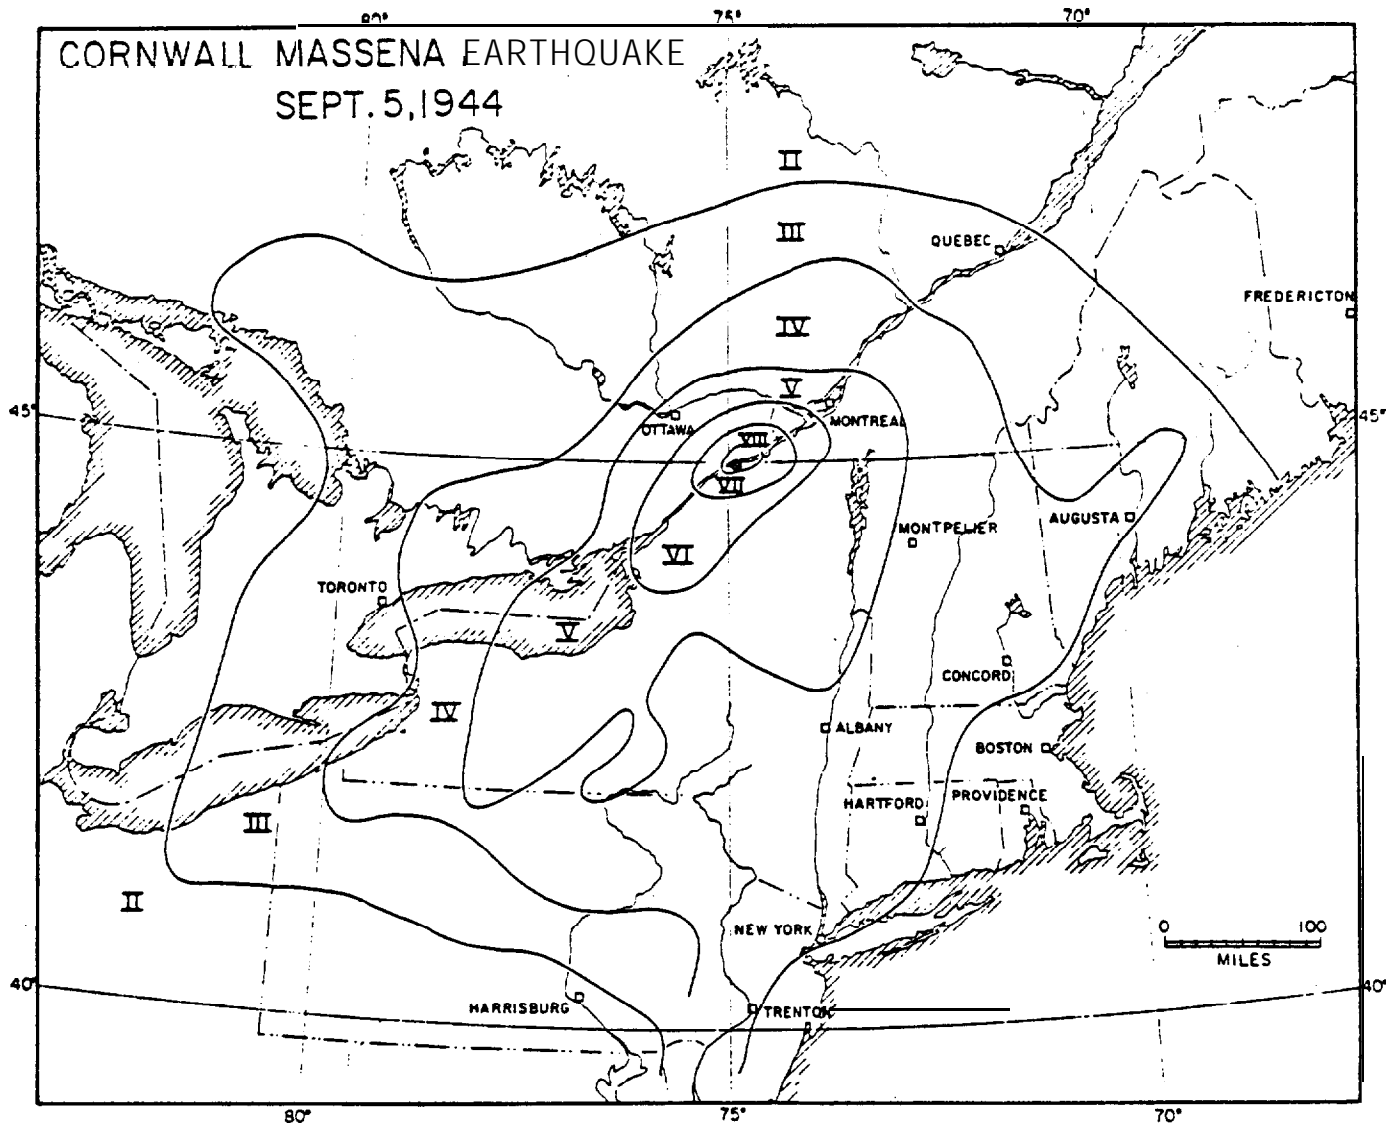 80° 75° 70°
CORNWALL MASSENA EARTHQUAKE
SEPT. 5, 1944
II
III
QUEBEC
FREDERICTON
IV
V
45° 45°
MONTREAL
OTTAWA
VIII
VII
AUGUSTA
MONTPELIER
VI
TORONTO
V
CONCORD
IV
ALBANY
BOSTON
PROVIDENCE
HARTFORD
III
II
NEW YORK
0 100
MILES
40° 40°
HARRISBURG
TRENTON
80° 75° 70°